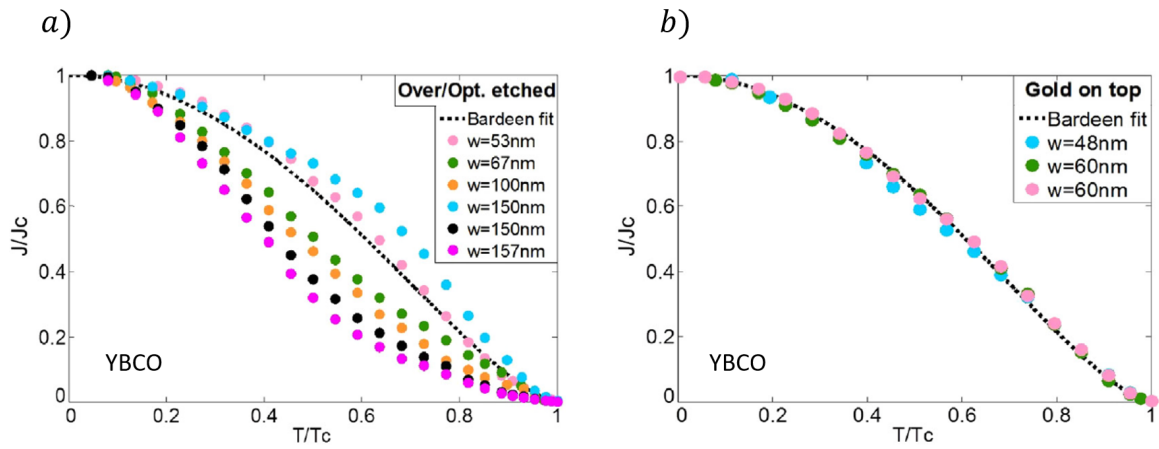 a)
Over/Opt. etched
Bardeen fit
w=53nm
w=67nm
w=100nm
w=150nm
w=150nm
w=157nm
1
0.8
0.6
0.4
0.2
0
J/Jc
YBCO
0 0.2 0.4 0.6 0.8 1
T/Tc
b)
Gold on top
Bardeen fit
w=48nm
w=60nm
w=60nm
1
0.8
0.6
0.4
0.2
0
J/Jc
YBCO
0 0.2 0.4 0.6 0.8 1
T/Tc